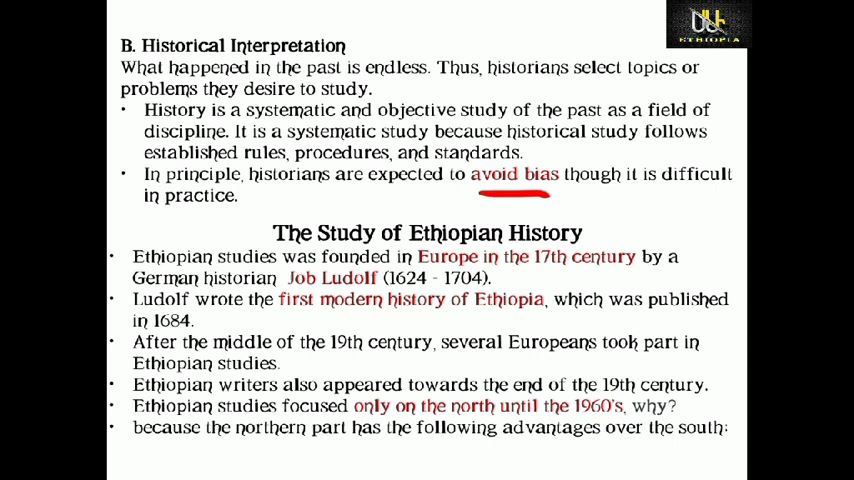 ETHIOPIA
B. Historical Interpretation
What happened in the past is endless. Thus, historians select topics or
problems they desire to study.
• History is a systematic and objective study of the past as a field of
discipline. It is a systematic study because historical study follows
established rules, procedures, and standards.
• In principle, historians are expected to avoid bias though it is difficult
in practice.
The Study of Ethiopian History
• Ethiopian studies was founded in Europe in the 17th century by a
German historian Job Ludolf (1624 - 1704).
• Ludolf wrote the first modern history of Ethiopia, which was published
in 1684.
• After the middle of the 19th century, several Europeans took part in
Ethiopian studies.
• Ethiopian writers also appeared towards the end of the 19th century.
• Ethiopian studies focused only on the north until the 1960's, why?
• because the northern part has the following advantages over the south: